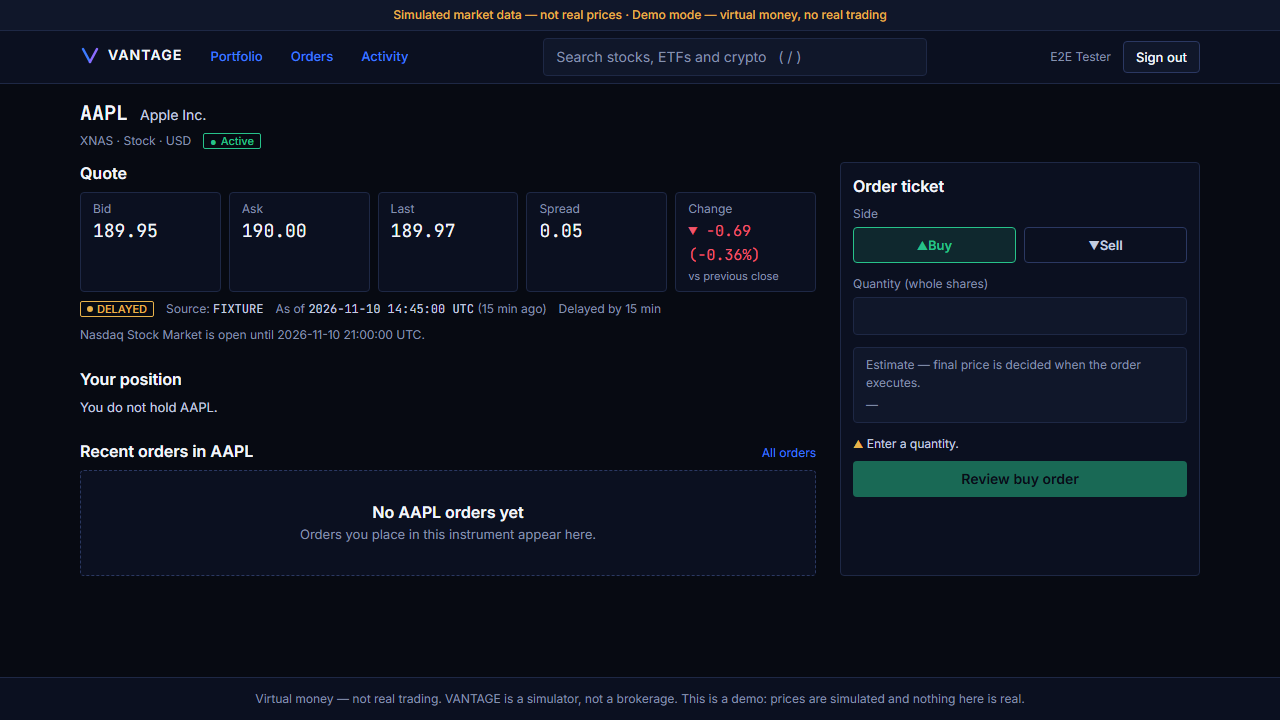 Simulated market data — not real prices · Demo mode — virtual money, no real trading
VANTAGE
Portfolio
Orders
Activity
Search stocks, ETFs and crypto ( / )
E2E Tester
Sign out
AAPL Apple Inc.
XNAS · Stock · USD
Active
Quote
Bid
189.95
Ask
190.00
Last
189.97
Spread
0.05
Change
▼ -0.69
(-0.36%)
vs previous close
DELAYED
Source: FIXTURE
As of 2026-11-10 14:45:00 UTC (15 min ago)
Delayed by 15 min
Nasdaq Stock Market is open until 2026-11-10 21:00:00 UTC.
Your position
You do not hold AAPL.
Recent orders in AAPL
All orders
No AAPL orders yet
Orders you place in this instrument appear here.
Order ticket
Side
▲Buy
▼Sell
Quantity (whole shares)
Estimate — final price is decided when the order
executes.
—
▲ Enter a quantity.
Review buy order
Virtual money — not real trading. VANTAGE is a simulator, not a brokerage. This is a demo: prices are simulated and nothing here is real.